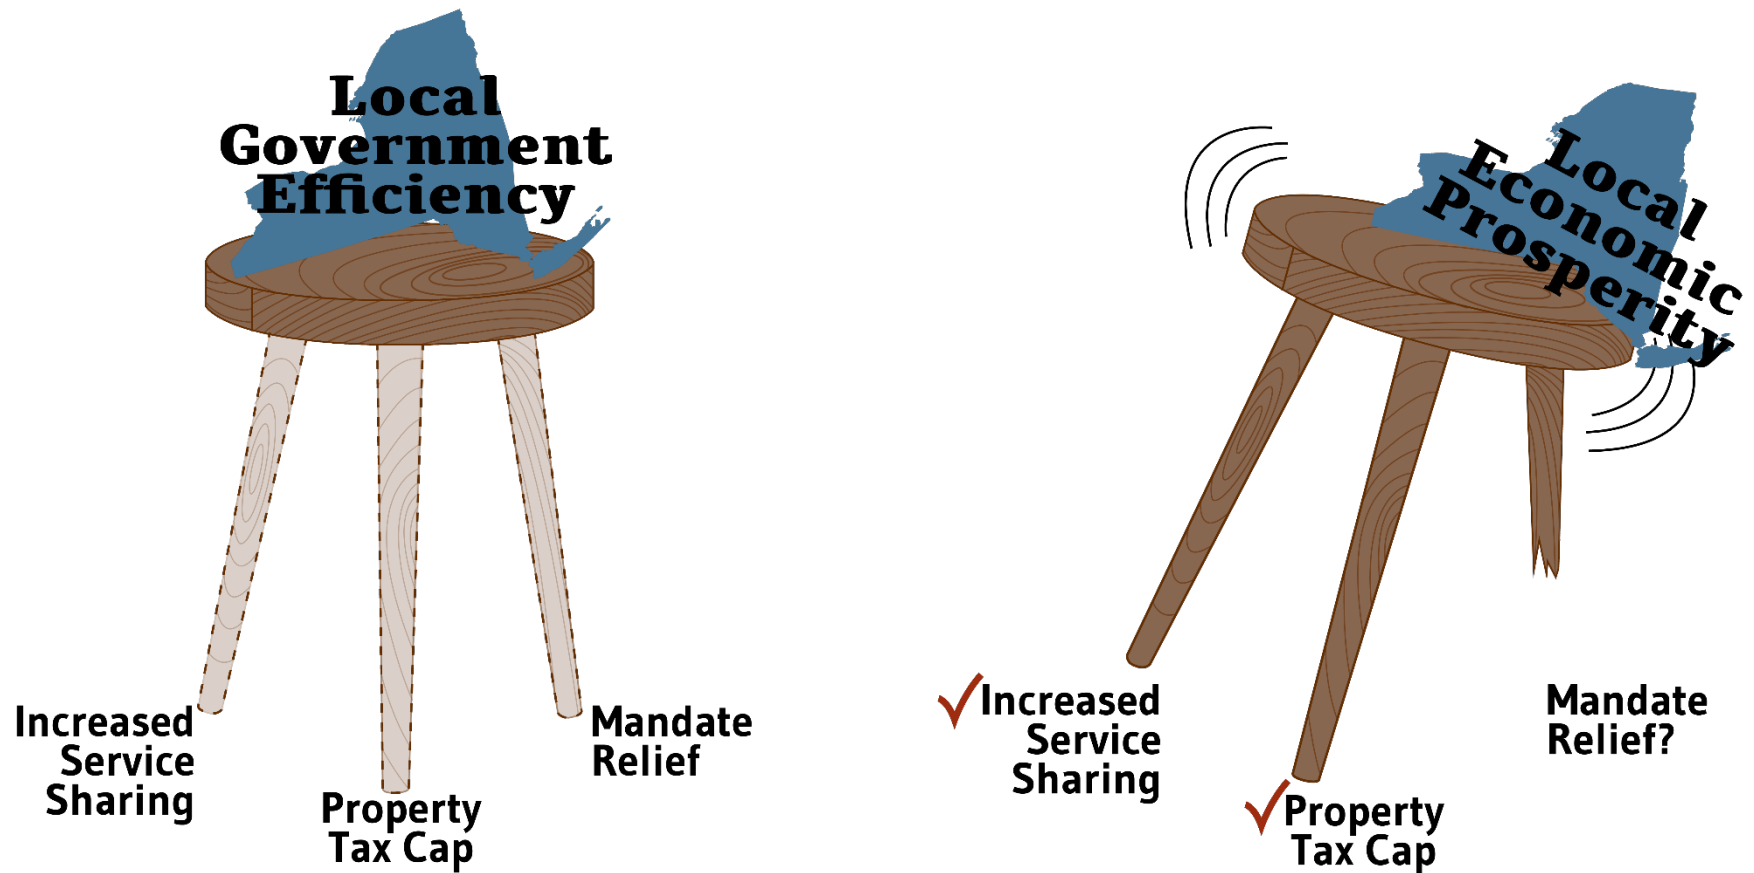 Local
Government
Efficiency
Increased
Service
Sharing
Property
Tax Cap
Mandate
Relief
Local
Economic
Prosperity
Increased
Service
Sharing
Property
Tax Cap
Mandate
Relief?